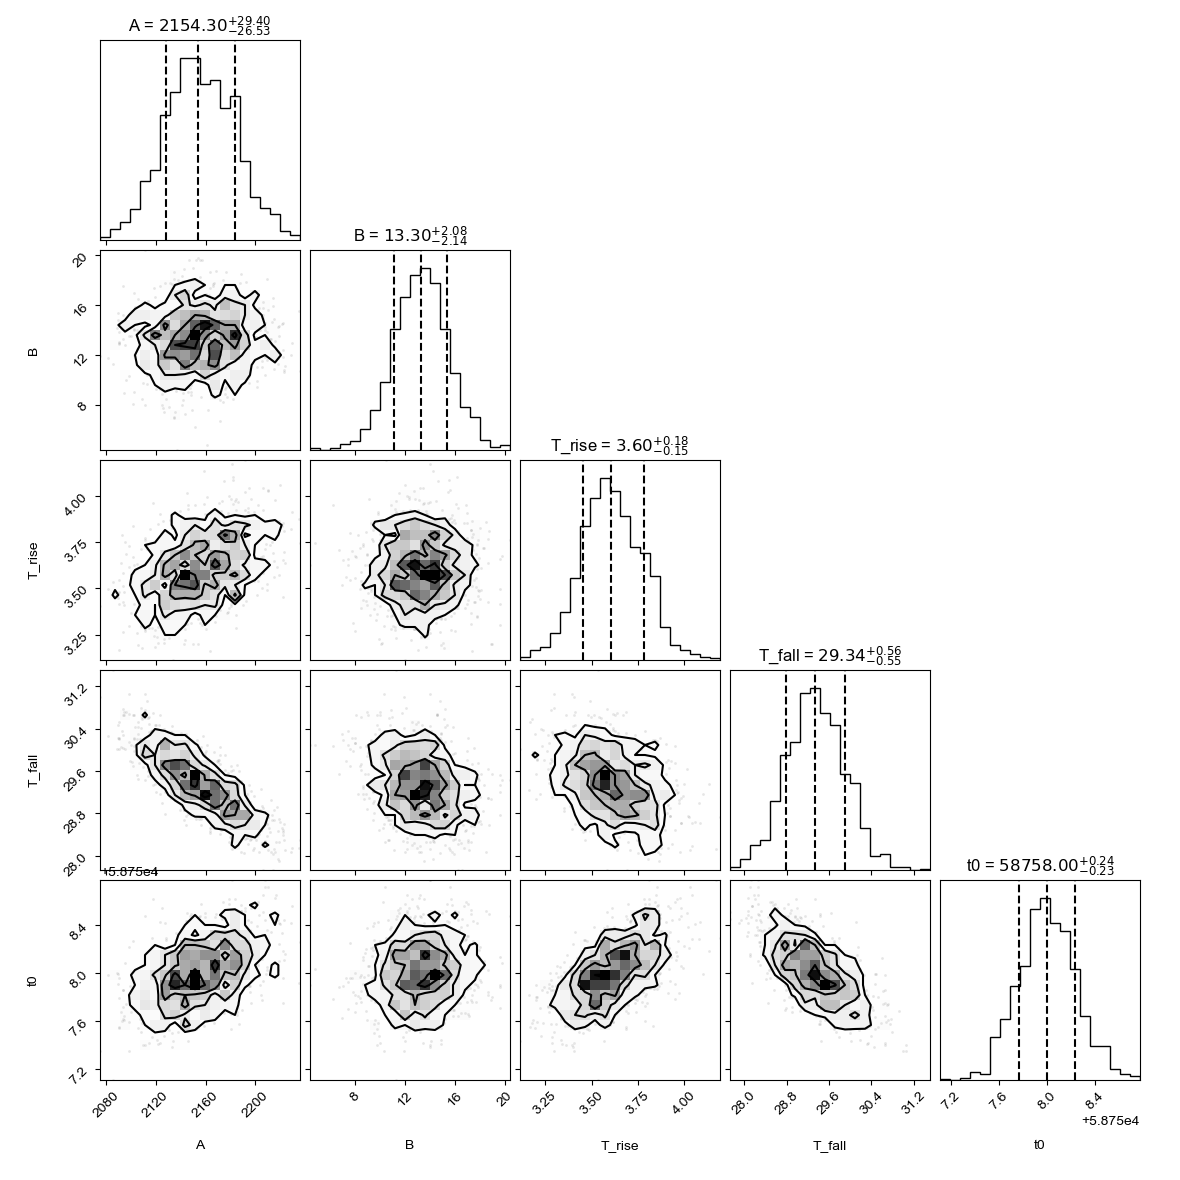 A = 2154.30+29.40 −26.53
B = 13.30+2.08 −2.14
20
16
12
8
B
T_rise = 3.60+0.18 −0.15
4.00
3.75
3.50
3.25
T_rise
T_fall = 29.34+0.56 −0.55
31.2
30.4
29.6
28.8
28.0
T_fall
+5.875e4
t0 = 58758.00+0.24 −0.23
8.4
8.0
7.6
7.2
t0
2080 2120 2160 2200
8 12 16 20
3.25 3.50 3.75 4.00
28.0 28.8 29.6 30.4 31.2
7.2 7.6 8.0 8.4
+5.875e4
A B T_rise T_fall t0